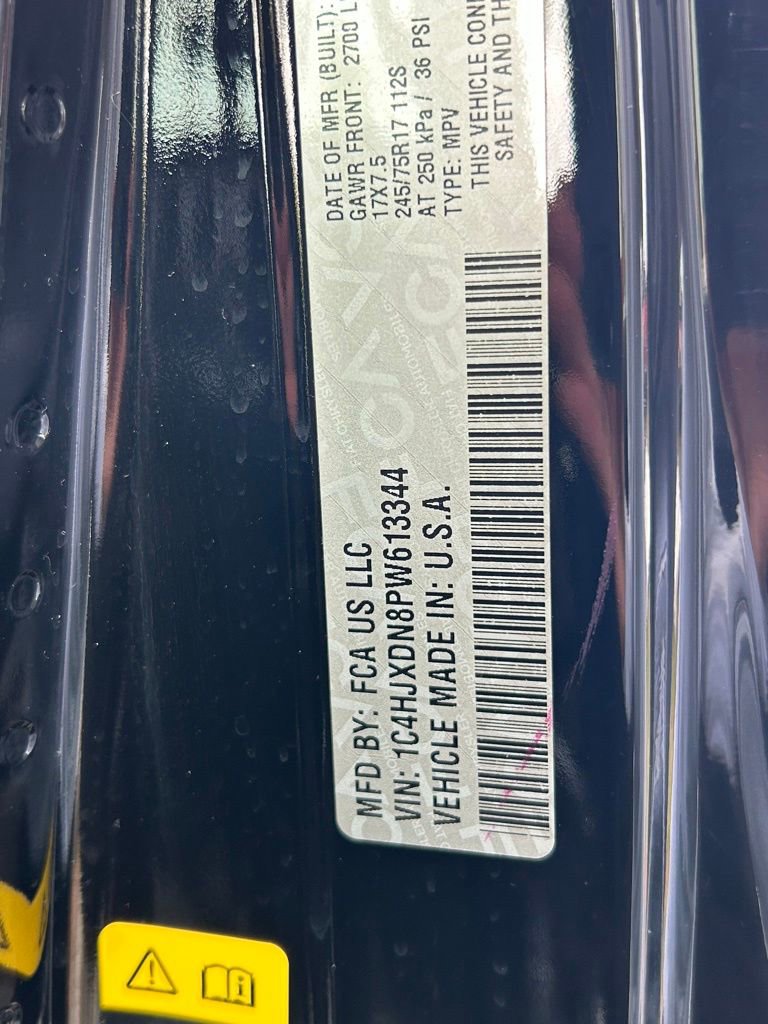 MFD BY: FCA US LLC
VIN: 1C4HJXDN8PW613344
VEHICLE MADE IN: U.S.A.
DATE OF MFR (BUILT):
GAWR FRONT: 2700 L
17X7.5
245/75R17 112S
AT 250 kPa / 36 PSI
TYPE: MPV
THIS VEHICLE CON
SAFETY AND TH